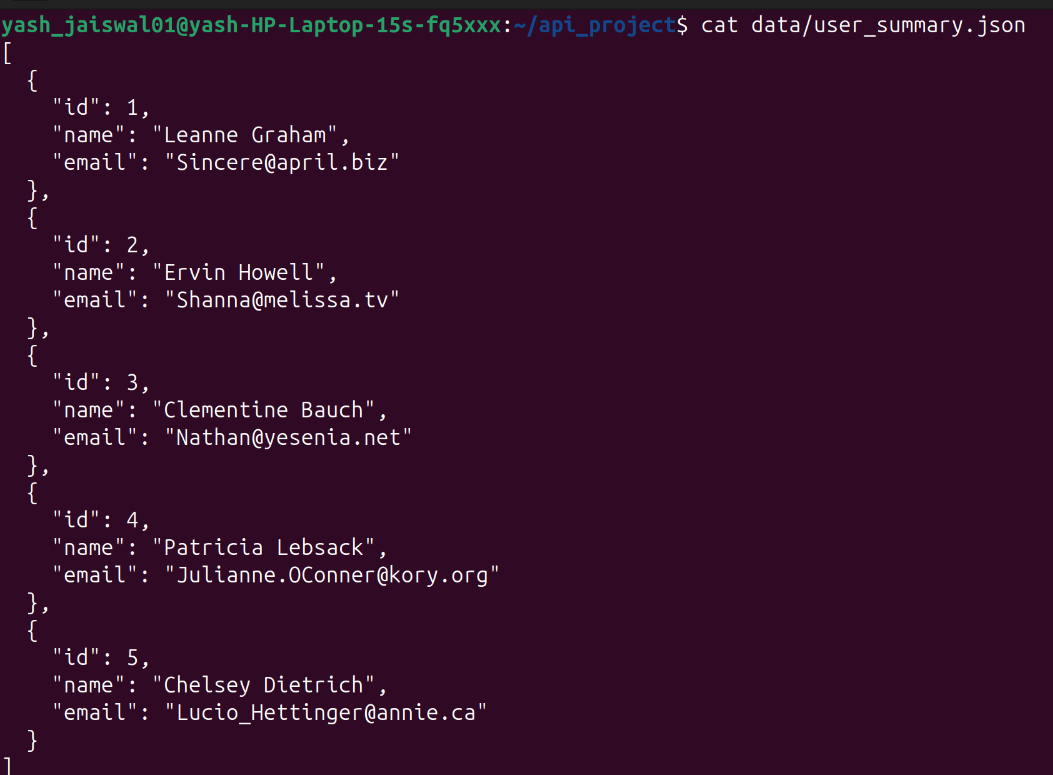 yash_jaiswal01@yash-HP-Laptop-15s-fq5xxx:~/api_project$ cat data/user_summary.json
[
  {
    "id": 1,
    "name": "Leanne Graham",
    "email": "Sincere@april.biz"
  },
  {
    "id": 2,
    "name": "Ervin Howell",
    "email": "Shanna@melissa.tv"
  },
  {
    "id": 3,
    "name": "Clementine Bauch",
    "email": "Nathan@yesenia.net"
  },
  {
    "id": 4,
    "name": "Patricia Lebsack",
    "email": "Julianne.OConner@kory.org"
  },
  {
    "id": 5,
    "name": "Chelsey Dietrich",
    "email": "Lucio_Hettinger@annie.ca"
  }
]